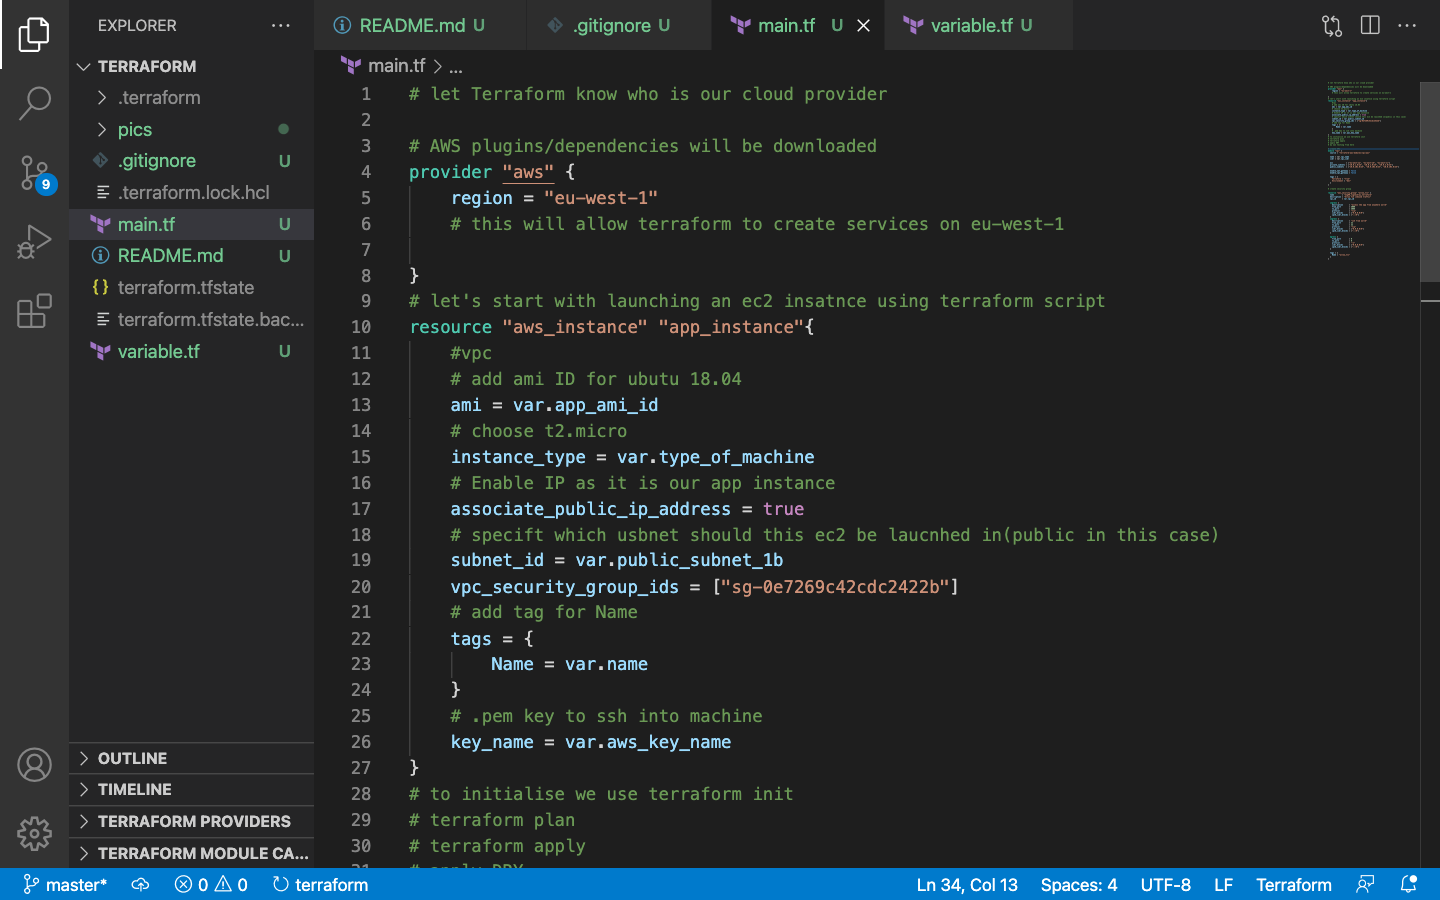 EXPLORER
TERRAFORM
.terraform
pics
.gitignore U
.terraform.lock.hcl
main.tf U
README.md U
terraform.tfstate
terraform.tfstate.bac...
variable.tf U
OUTLINE
TIMELINE
TERRAFORM PROVIDERS
TERRAFORM MODULE CA...
9
README.md U
.gitignore U
main.tf U
variable.tf U
main.tf > ...
1 # let Terraform know who is our cloud provider
2
3 # AWS plugins/dependencies will be downloaded
4 provider "aws" {
5 region = "eu-west-1"
6 # this will allow terraform to create services on eu-west-1
7
8 }
9 # let's start with launching an ec2 insatnce using terraform script
10 resource "aws_instance" "app_instance"{
11 #vpc
12 # add ami ID for ubutu 18.04
13 ami = var.app_ami_id
14 # choose t2.micro
15 instance_type = var.type_of_machine
16 # Enable IP as it is our app instance
17 associate_public_ip_address = true
18 # specift which usbnet should this ec2 be laucnhed in(public in this case)
19 subnet_id = var.public_subnet_1b
20 vpc_security_group_ids = ["sg-0e7269c42cdc2422b"]
21 # add tag for Name
22 tags = {
23 Name = var.name
24 }
25 # .pem key to ssh into machine
26 key_name = var.aws_key_name
27 }
28 # to initialise we use terraform init
29 # terraform plan
30 # terraform apply
master* 0 0 terraform
Ln 34, Col 13 Spaces: 4 UTF-8 LF Terraform